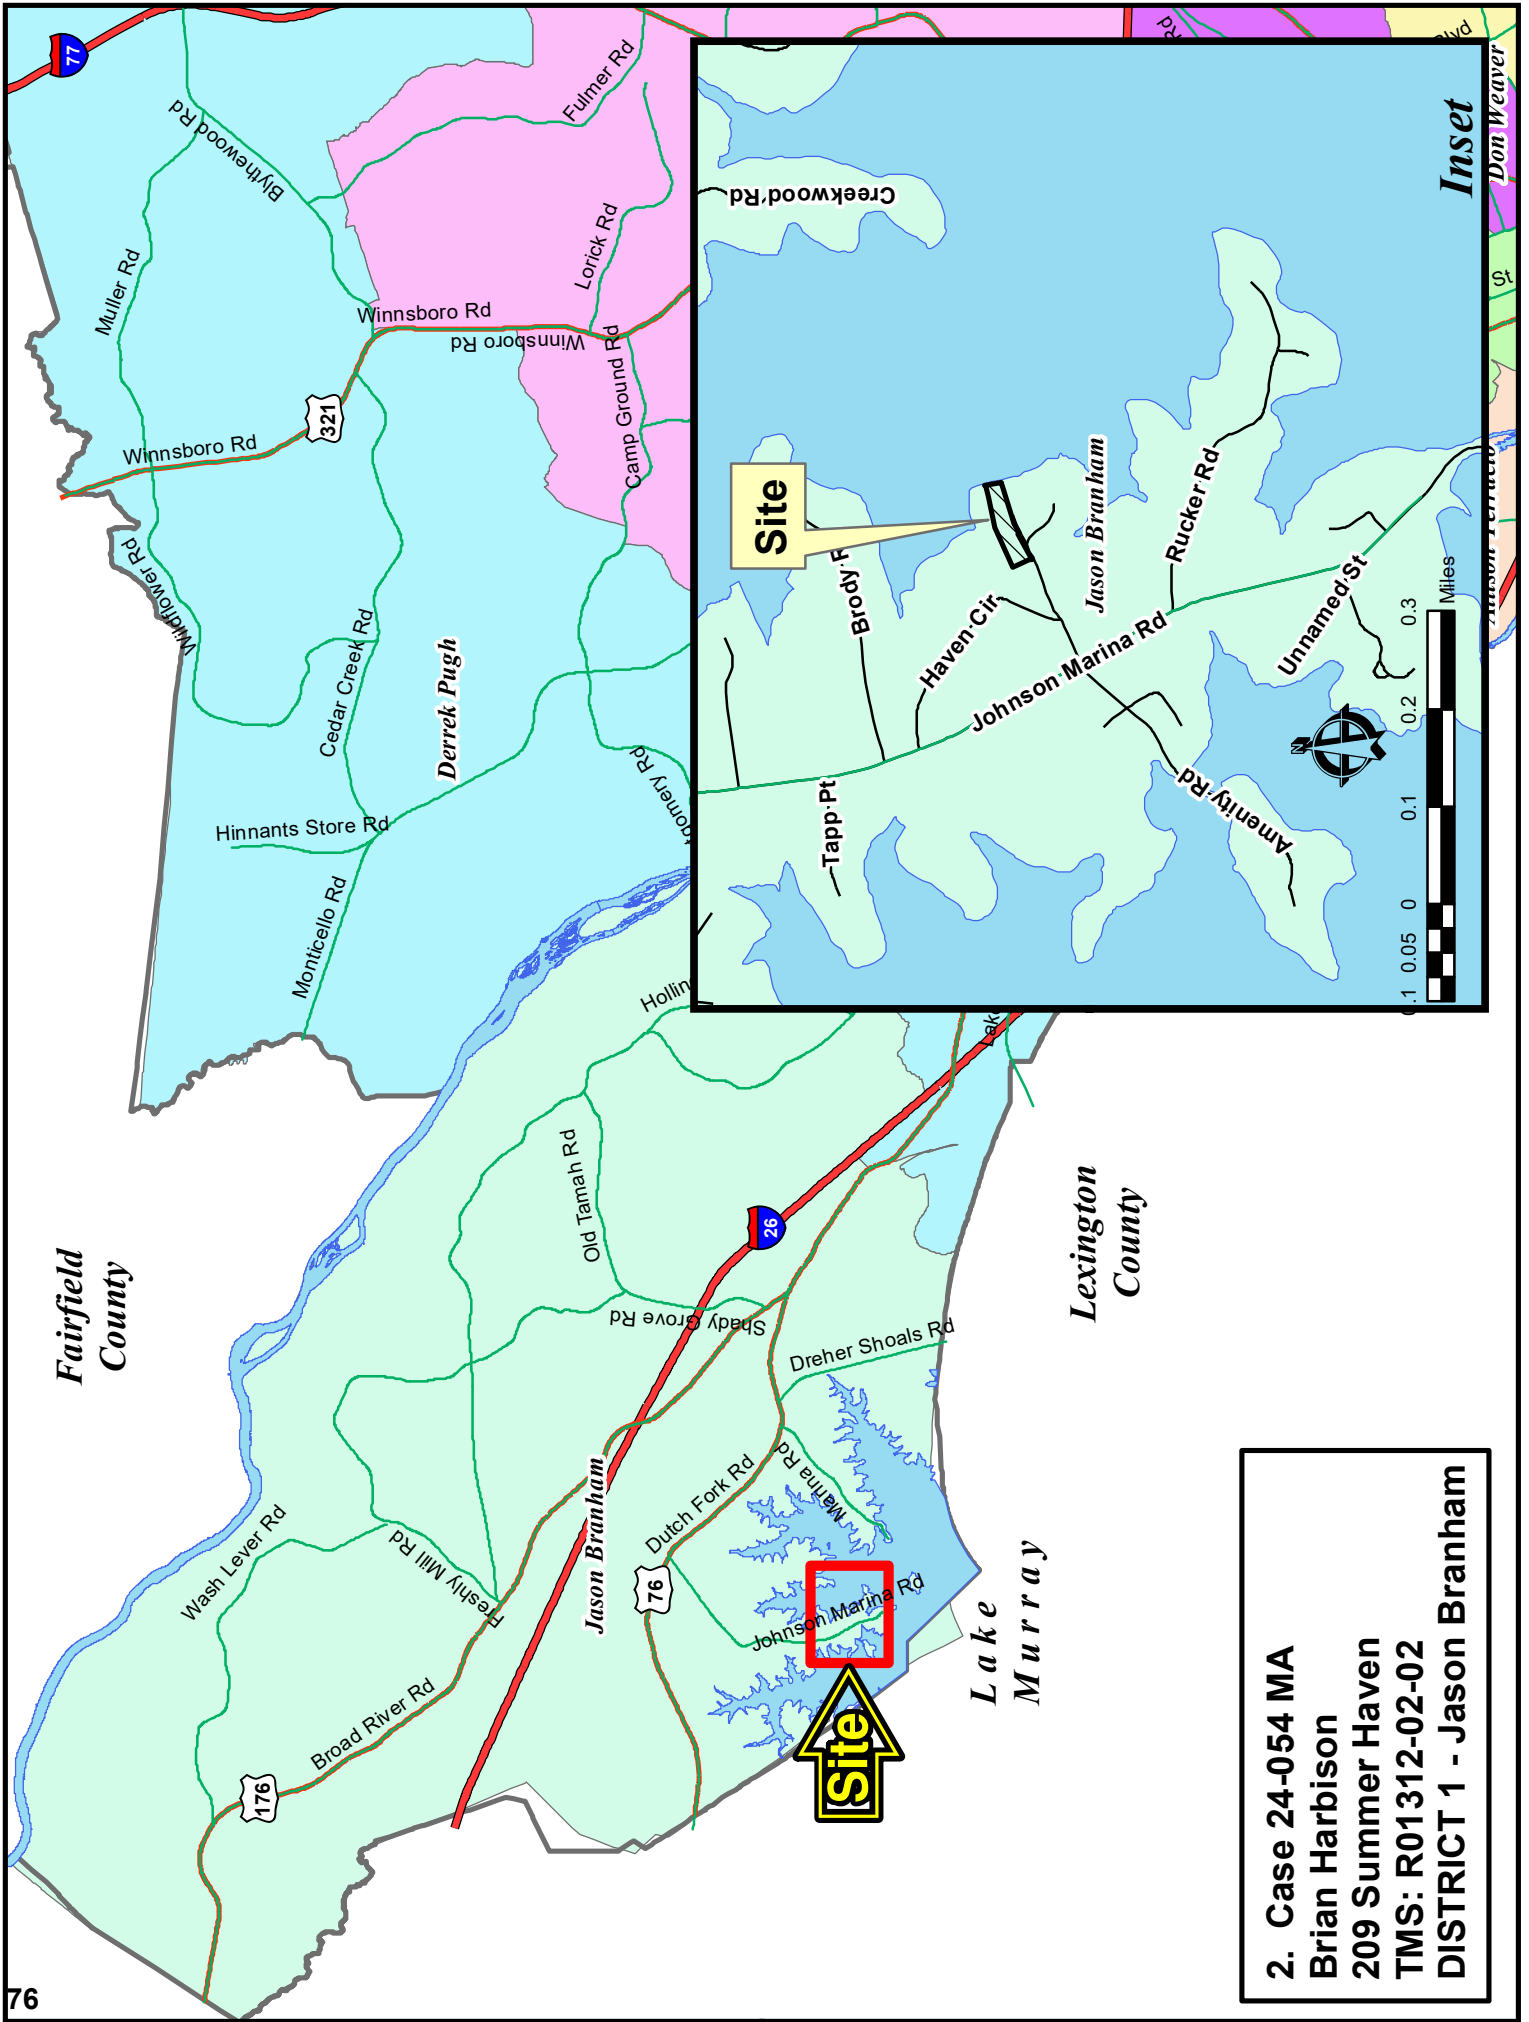 76
Fairfield
County
77
Blythewood Rd
Fulmer Rd
Muller Rd
Lorick Rd
Winnsboro Rd
Winnsboro Rd
Winnsboro Rd
321
Camp Ground Rd
Wildflower Rd
Cedar Creek Rd
Derrek Pugh
Hinnants Store Rd
Monticello Rd
Old Tamah Rd
Shady Grove Rd
26
Dreher Shoals Rd
Wash Lever Rd
Freshly Mill Rd
Jason Branham
Dutch Fork Rd
Marina Rd
76
Johnson Marina Rd
Broad River Rd
176
Site
Lake
Murray
Lexington
County
Rd
Blvd
Don Weaver
St
Inset
Creekwood Rd
Site
Jason Branham
Rucker Rd
Haven Cir
Johnson Marina Rd
Unnamed St
Tapp Pt
Amenity Rd
N
0.05 0 0.1 0.2 0.3
Miles
2. Case 24-054 MA
Brian Harbison
209 Summer Haven
TMS: R01312-02-02
DISTRICT 1 - Jason Branham